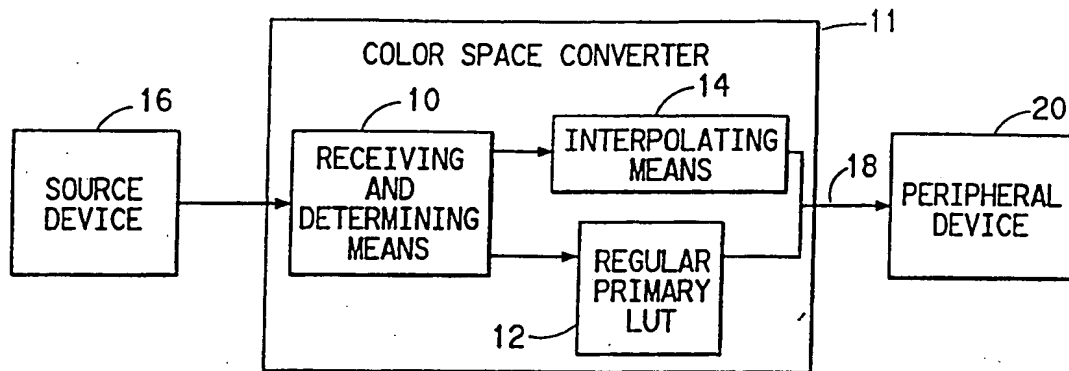 11
COLOR SPACE CONVERTER
16
10
14
20
SOURCE
DEVICE
RECEIVING
AND
DETERMINING
MEANS
INTERPOLATING
MEANS
18
PERIPHERAL
DEVICE
REGULAR
PRIMARY
LUT
12